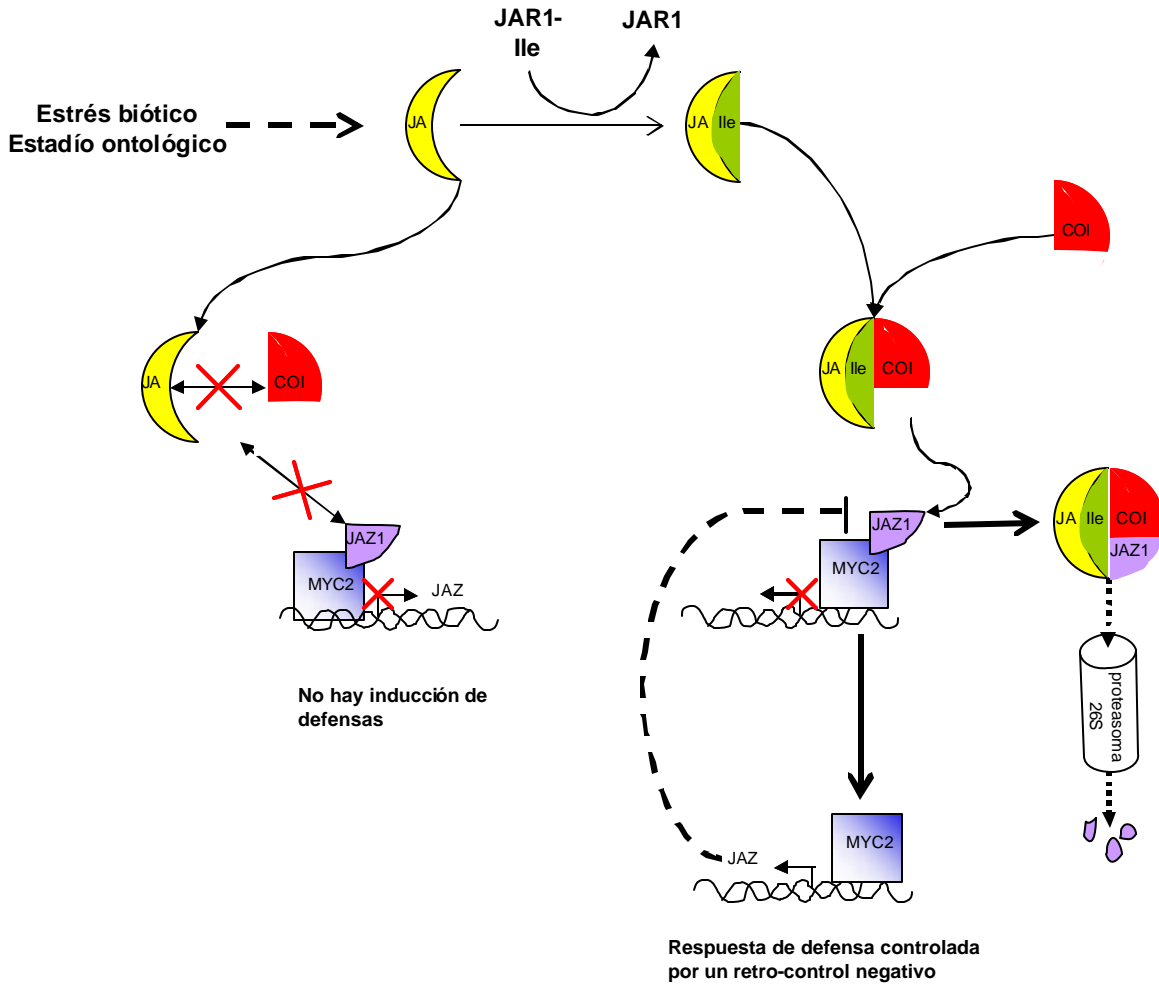 JAR1-
Ile
JAR1
Estrés biótico
Estadío ontológico
JA
JA Ile
COI
JA
COI
JA Ile COI
JAZ1
MYC2
JAZ
JAZ1
MYC2
JA Ile COI
JAZ1
proteasoma
26S
No hay inducción de
defensas
MYC2
JAZ
Respuesta de defensa controlada
por un retro-control negativo